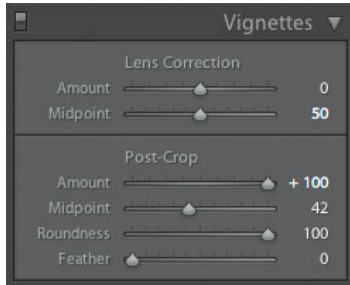 Vignettes
Lens Correction
Amount 0
Midpoint 50
Post-Crop
Amount + 100
Midpoint 42
Roundness 100
Feather 0